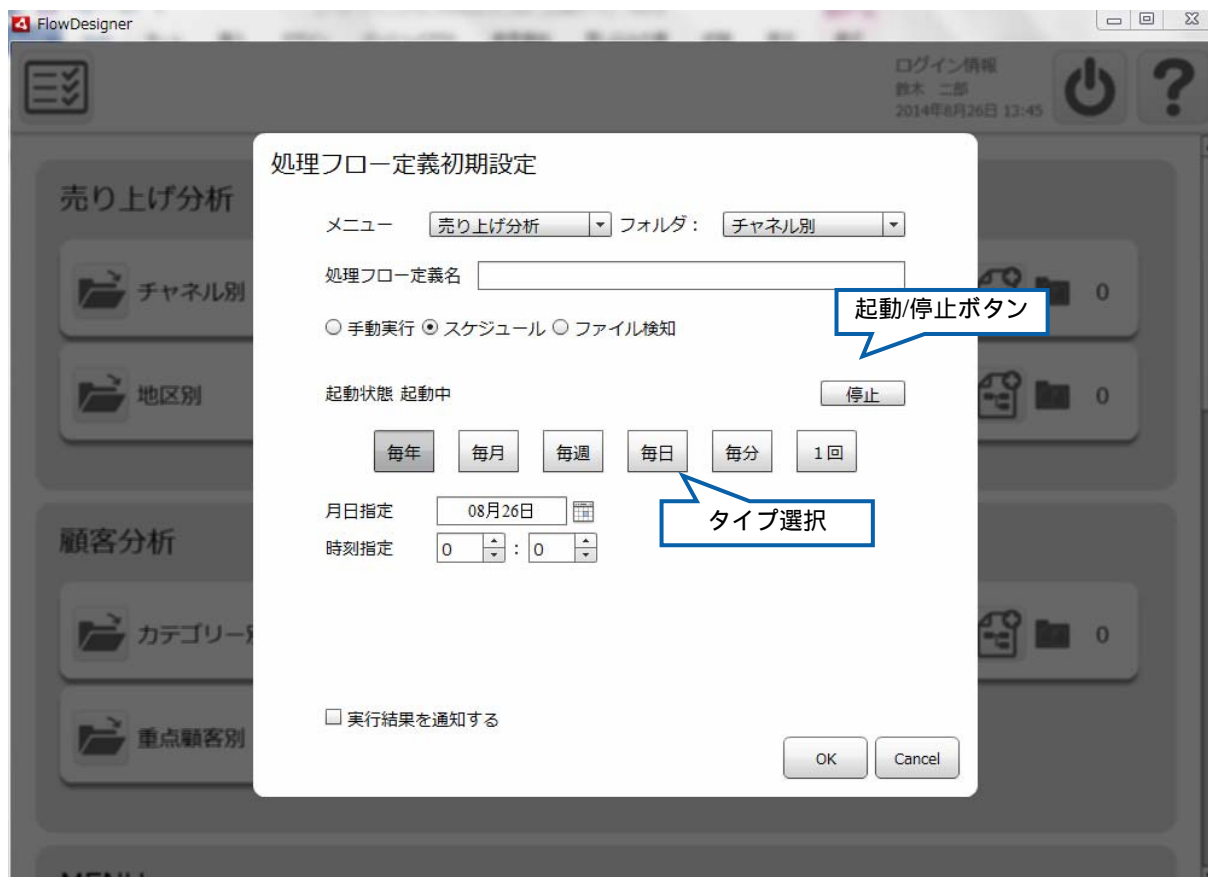 FlowDesigner
ログイン情報
鈴木 二郎
2014年8月26日 13:45
処理フロー定義初期設定
売り上げ分析
メニュー 売り上げ分析 フォルダ： チャネル別
処理フロー定義名
チャネル別 0
起動/停止ボタン
手動実行 スケジュール ファイル検知
地区別 0
起動状態 起動中 停止
毎年 毎月 毎週 毎日 毎分 1回
月日指定 08月26日
タイプ選択
顧客分析
時刻指定 0 : 0
カテゴリー 0
実行結果を通知する
重点顧客別
OK Cancel
MENU